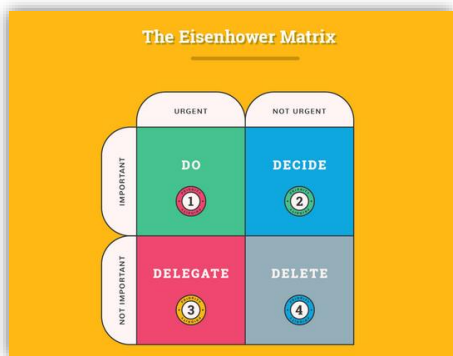 The Eisenhower Matrix
URGENT
NOT URGENT
IMPORTANT
DO
DECIDE
1
2
NOT IMPORTANT
DELEGATE
DELETE
3
4